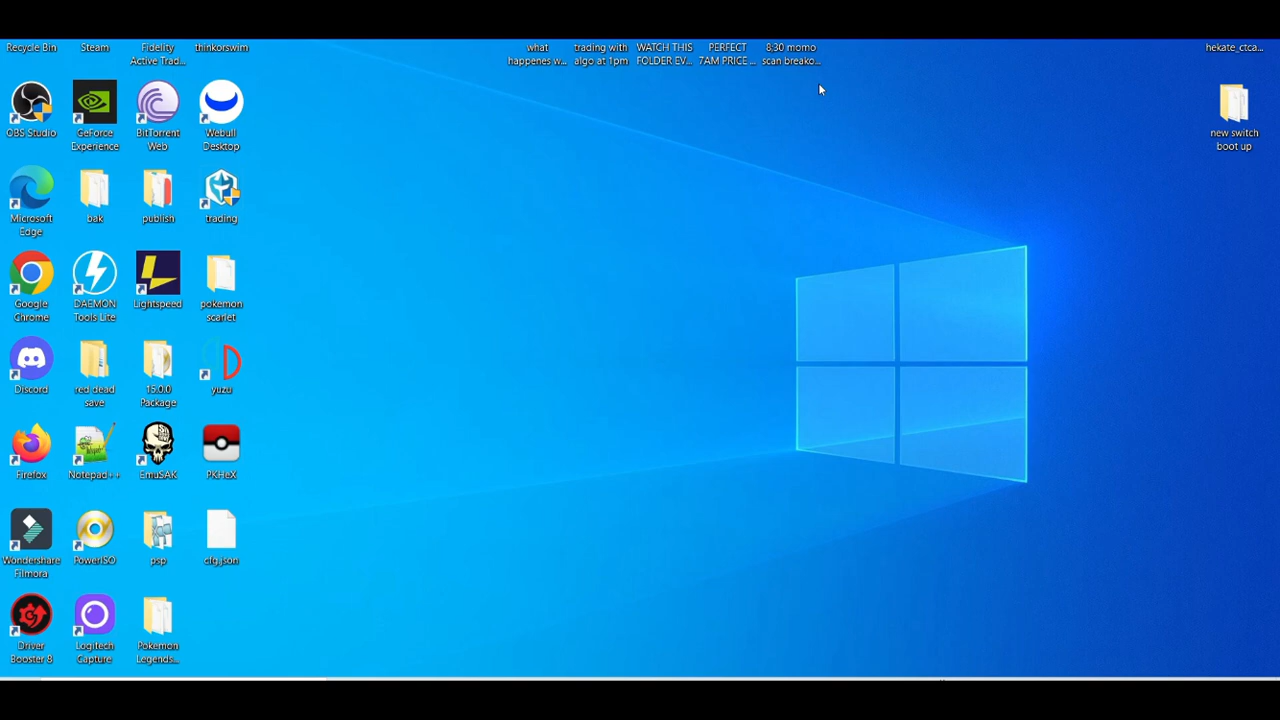 Recycle Bin
Steam
Fidelity
Active Trad...
thinkorswim
what
happenes w...
trading with
algo at 1pm
WATCH THIS
FOLDER EV...
PERFECT
7AM PRICE ...
8:30 momo
scan breako...
hekate_ctca...
OBS Studio
GeForce
Experience
BitTorrent
Web
Webull
Desktop
new switch
boot up
Microsoft
Edge
bak
publish
trading
Google
Chrome
DAEMON
Tools Lite
Lightspeed
pokemon
scarlet
Discord
red dead
save
15.0.0
Package
yuzu
Firefox
Notepad++
EmuSAK
PKHeX
Wondershare
Filmora
PowerISO
psp
cfg.json
Driver
Booster 8
Logitech
Capture
Pokemon
Legends...